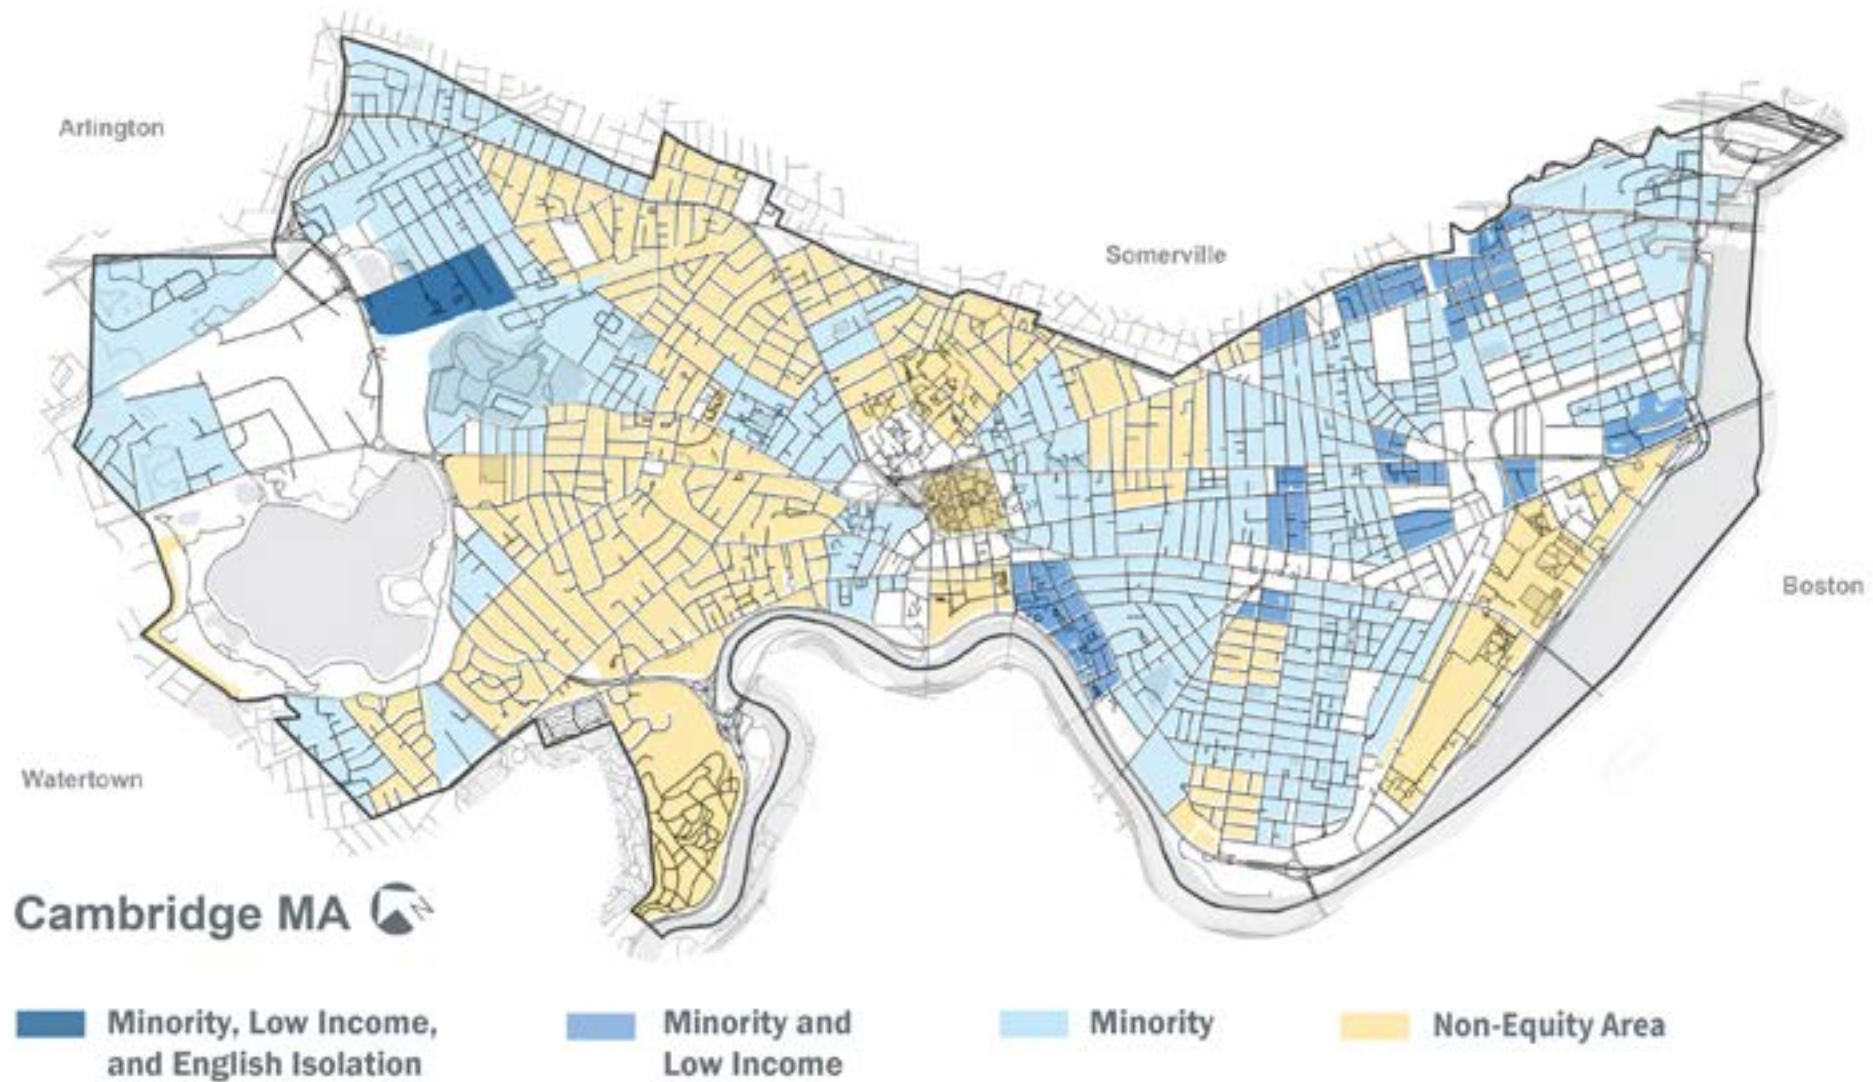 Arlington
Somerville
Boston
Watertown
Cambridge MA
N
Minority, Low Income,
and English Isolation
Minority and
Low Income
Minority
Non-Equity Area